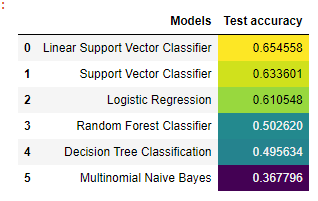 :
Models Test accuracy
0 Linear Support Vector Classifier 0.654558
1 Support Vector Classifier 0.633601
2 Logistic Regression 0.610548
3 Random Forest Classifier 0.502620
4 Decision Tree Classification 0.495634
5 Multinomial Naive Bayes 0.367796